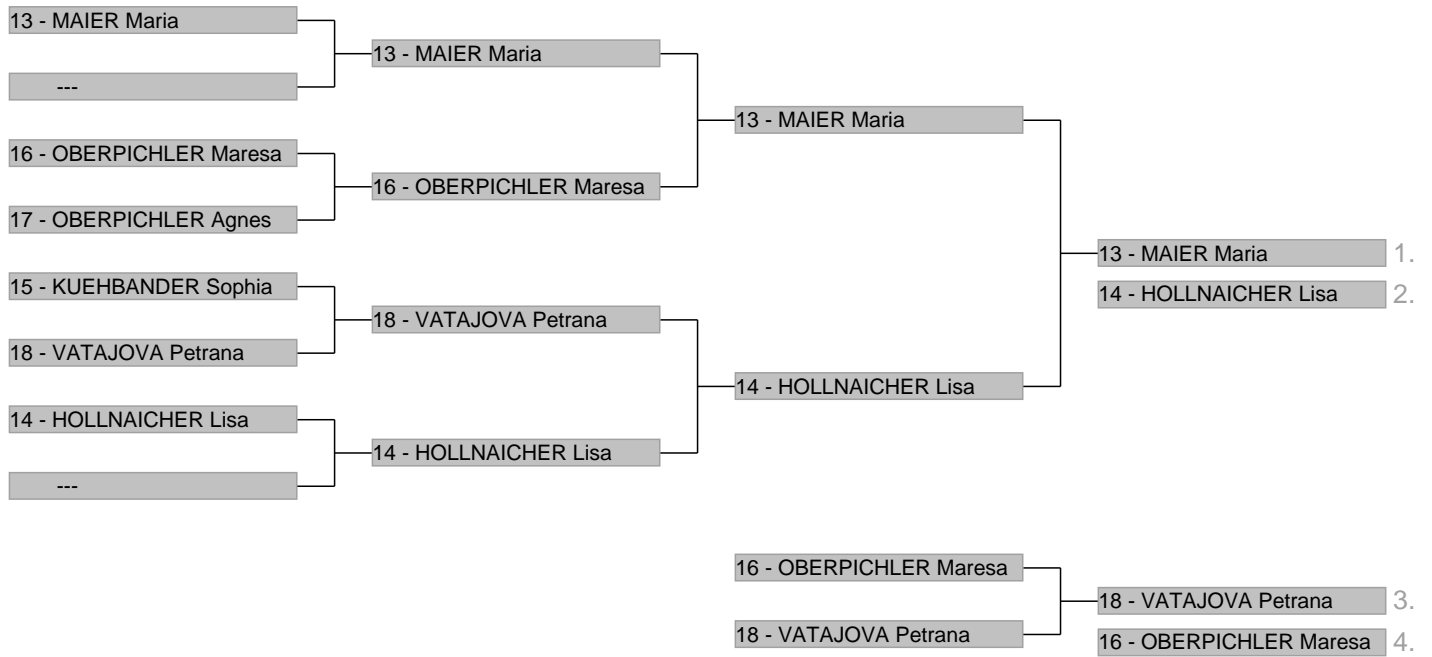 13 - MAIER Maria
---
16 - OBERPICHLER Maresa
17 - OBERPICHLER Agnes
15 - KUEHBANDER Sophia
18 - VATAJOVA Petrana
14 - HOLLNAICHER Lisa
---
13 - MAIER Maria
16 - OBERPICHLER Maresa
18 - VATAJOVA Petrana
14 - HOLLNAICHER Lisa
13 - MAIER Maria
14 - HOLLNAICHER Lisa
13 - MAIER Maria 1.
14 - HOLLNAICHER Lisa 2.
16 - OBERPICHLER Maresa
18 - VATAJOVA Petrana
18 - VATAJOVA Petrana 3.
16 - OBERPICHLER Maresa 4.